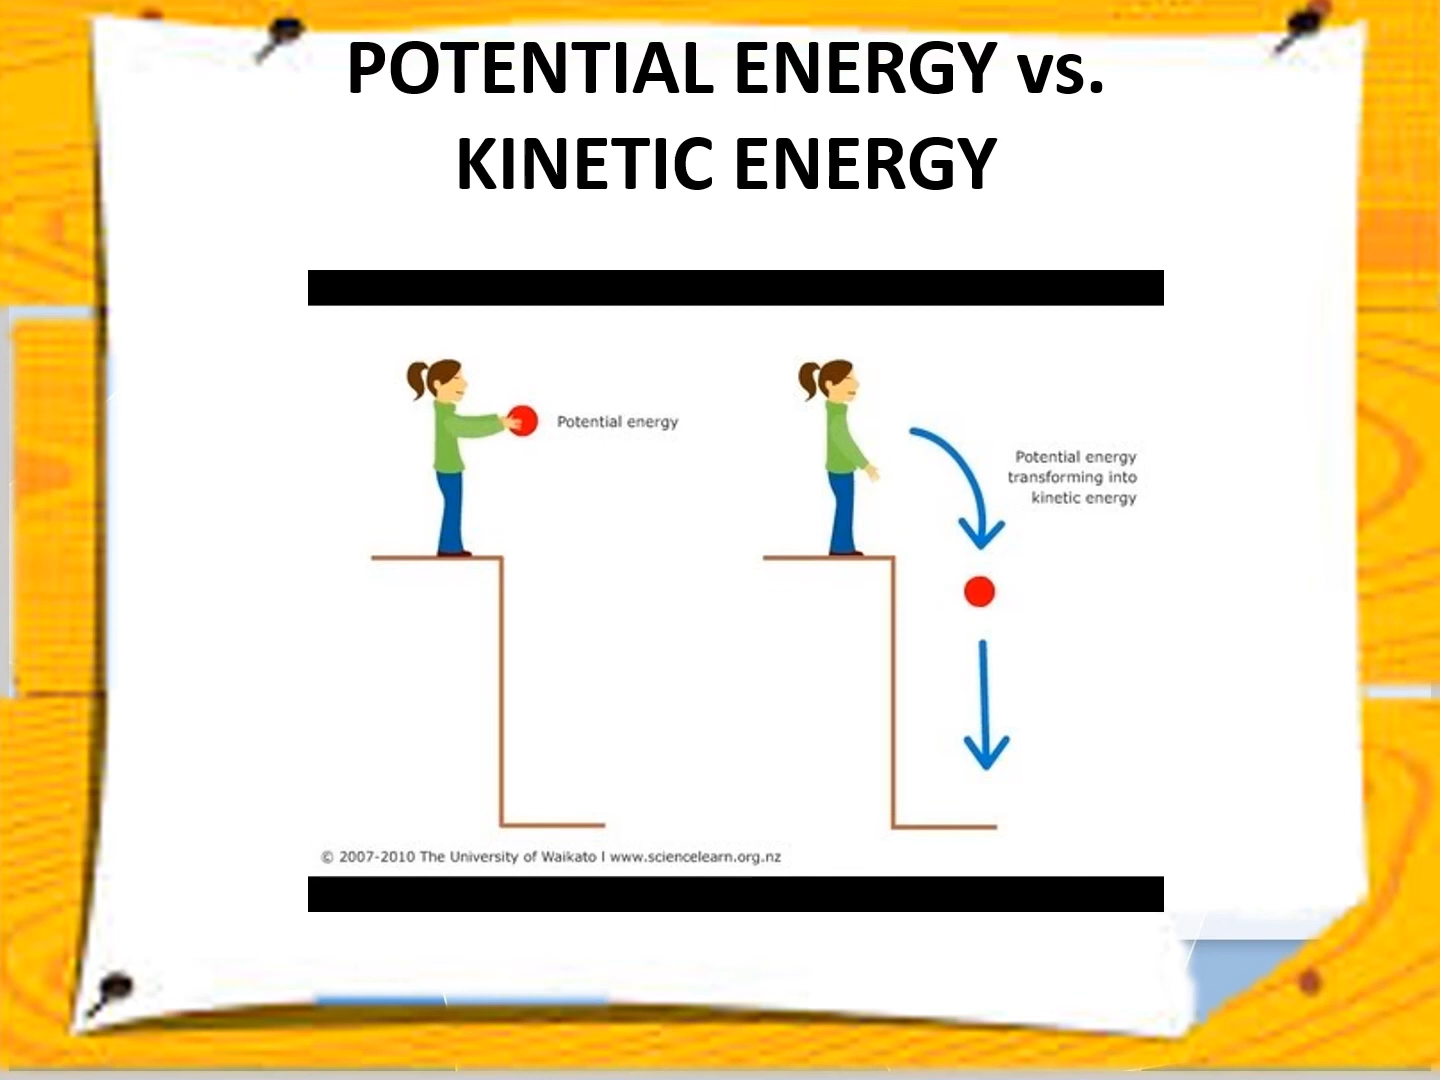 POTENTIAL ENERGY vs.
KINETIC ENERGY
Potential energy
Potential energy
transforming into
kinetic energy
© 2007-2010 The University of Waikato I www.sciencelearn.org.nz